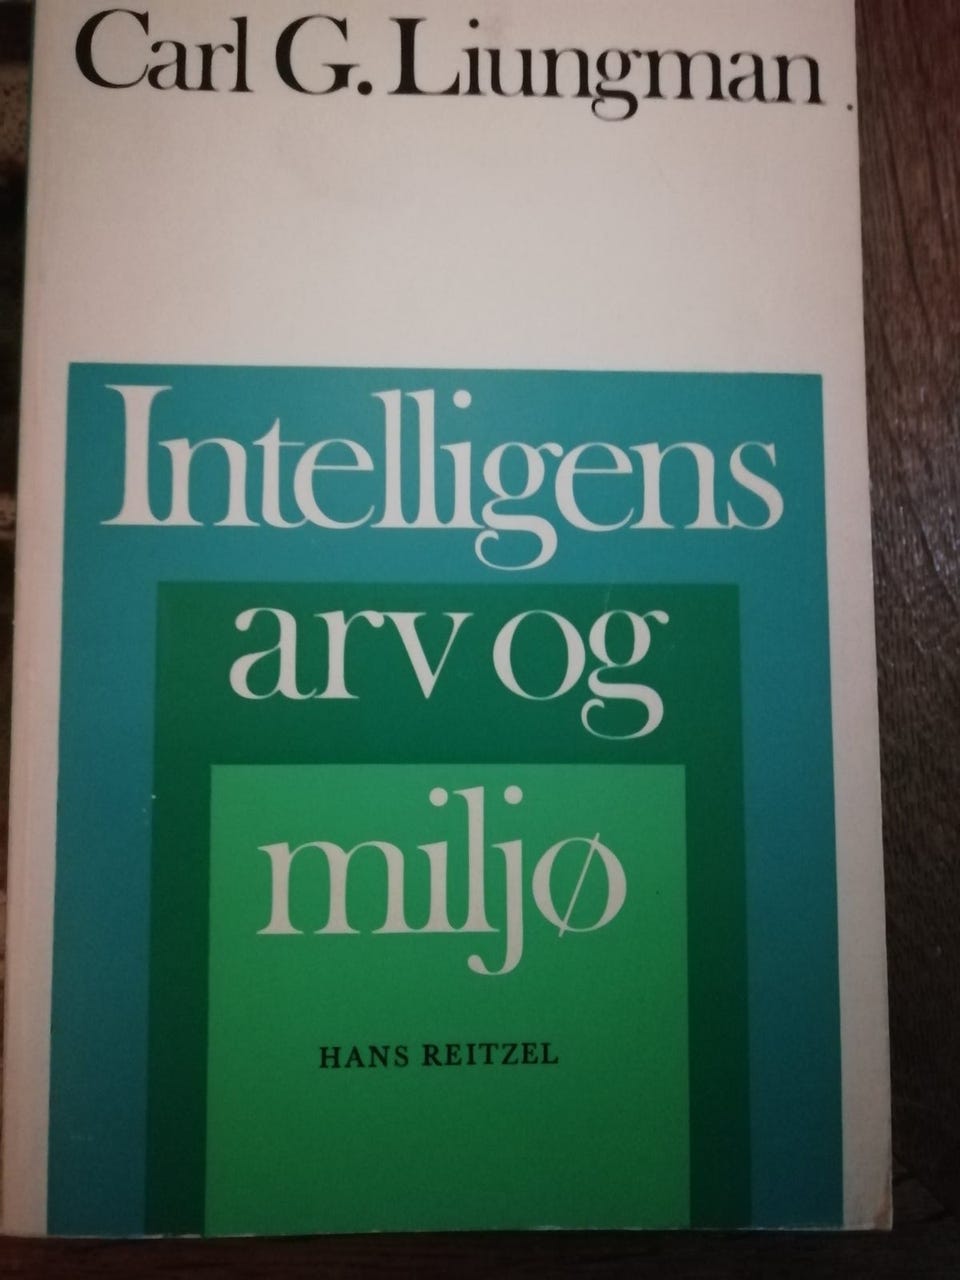 Carl G. Liungman
Intelligens
arv og
miljø
HANS REITZEL